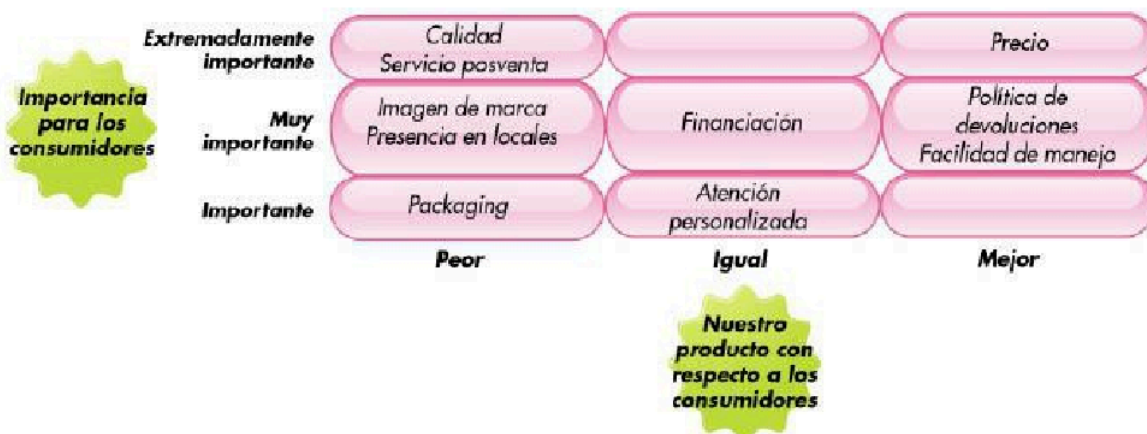 Extremadamente
importante
Calidad
Servicio posventa
Precio
Importancia
para los
consumidores
Muy
importante
Imagen de marca
Presencia en locales
Financiación
Política de
devoluciones
Facilidad de manejo
Importante
Packaging
Atención
personalizada
Peor
Igual
Mejor
Nuestro
producto con
respecto a los
consumidores